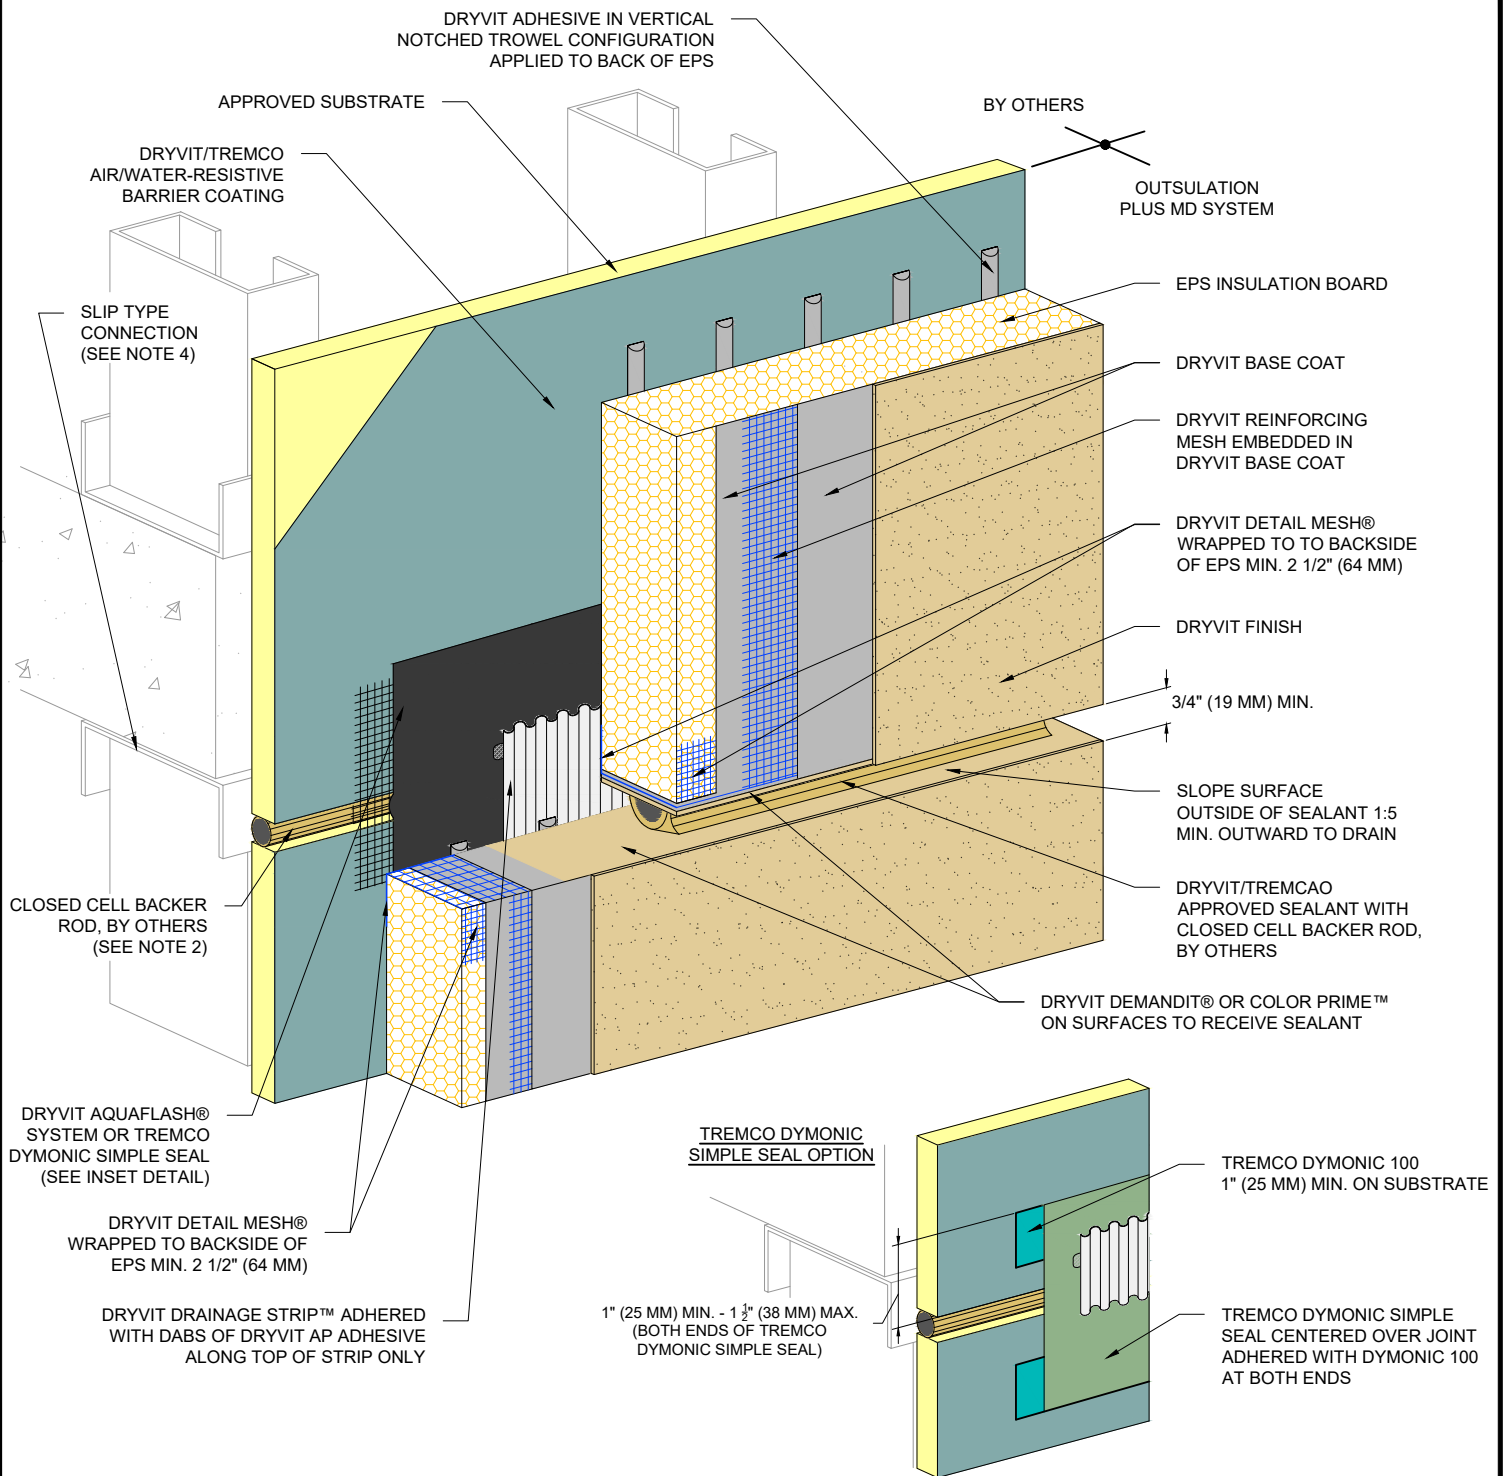 DRYVIT ADHESIVE IN VERTICAL
NOTCHED TROWEL CONFIGURATION
APPLIED TO BACK OF EPS
APPROVED SUBSTRATE
DRYVIT/TREMCO
AIR/WATER-RESISTIVE
BARRIER COATING
SLIP TYPE
CONNECTION
(SEE NOTE 4)
BY OTHERS
OUTSULATION
PLUS MD SYSTEM
EPS INSULATION BOARD
DRYVIT BASE COAT
DRYVIT REINFORCING
MESH EMBEDDED IN
DRYVIT BASE COAT
DRYVIT DETAIL MESH®
WRAPPED TO TO BACKSIDE
OF EPS MIN. 2 1/2" (64 MM)
DRYVIT FINISH
3/4" (19 MM) MIN.
SLOPE SURFACE
OUTSIDE OF SEALANT 1:5
MIN. OUTWARD TO DRAIN
DRYVIT/TREMCAO
APPROVED SEALANT WITH
CLOSED CELL BACKER ROD,
BY OTHERS
DRYVIT DEMANDIT® OR COLOR PRIME™
ON SURFACES TO RECEIVE SEALANT
CLOSED CELL BACKER
ROD, BY OTHERS
(SEE NOTE 2)
DRYVIT AQUAFLASH®
SYSTEM OR TREMCO
DYMONIC SIMPLE SEAL
(SEE INSET DETAIL)
DRYVIT DETAIL MESH®
WRAPPED TO BACKSIDE OF
EPS MIN. 2 1/2" (64 MM)
DRYVIT DRAINAGE STRIP™ ADHERED
WITH DABS OF DRYVIT AP ADHESIVE
ALONG TOP OF STRIP ONLY
TREMCO DYMONIC
SIMPLE SEAL OPTION
1" (25 MM) MIN. - 1 1/2" (38 MM) MAX.
(BOTH ENDS OF TREMCO
DYMONIC SIMPLE SEAL)
TREMCO DYMONIC 100
1" (25 MM) MIN. ON SUBSTRATE
TREMCO DYMONIC SIMPLE
SEAL CENTERED OVER JOINT
ADHERED WITH DYMONIC 100
AT BOTH ENDS